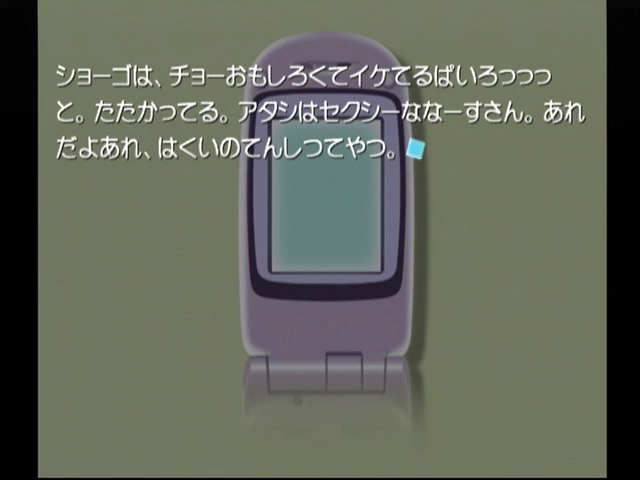 ショーゴは、チョーおもしろくてイケてるぱいろっっっ
と。たたかってる。アタシはセクシーななーすさん。あれ
だよあれ、はくいのてんしつてやつ。